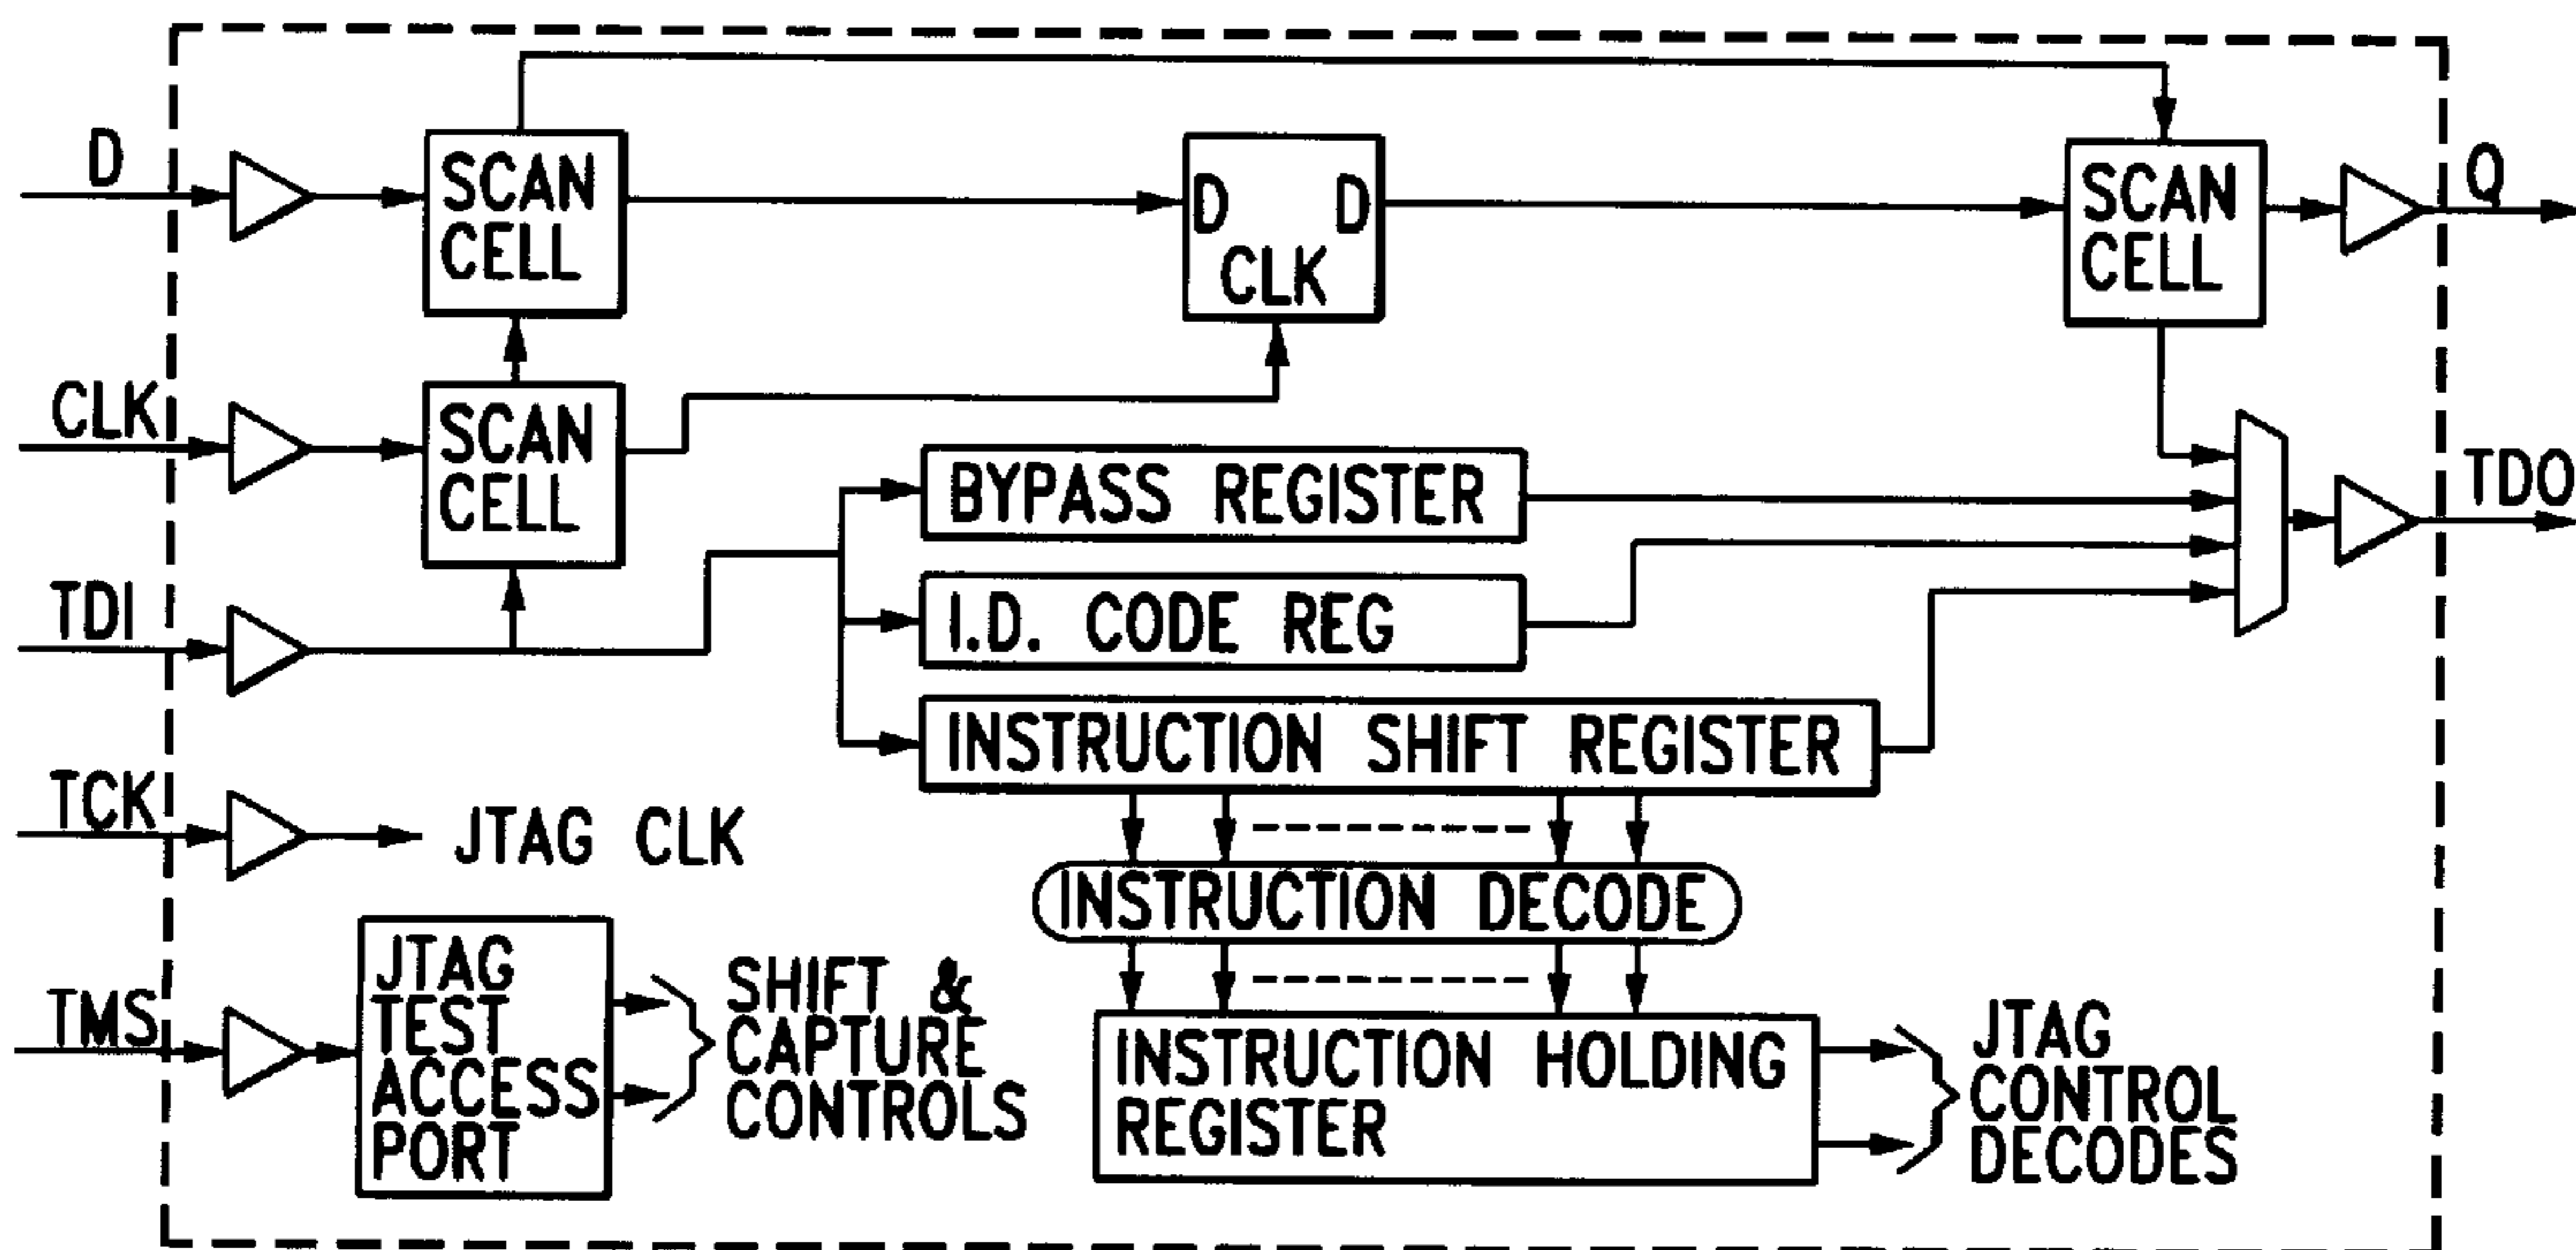 D
SCAN
CELL
D D
CLK
SCAN
CELL
Q
CLK
SCAN
CELL
BYPASS REGISTER
TDO
TDI
I.D. CODE REG
INSTRUCTION SHIFT REGISTER
TCK
JTAG CLK
INSTRUCTION DECODE
TMS
JTAG
TEST
ACCESS
PORT
SHIFT &
CAPTURE
CONTROLS
INSTRUCTION HOLDING
REGISTER
JTAG
CONTROL
DECODES